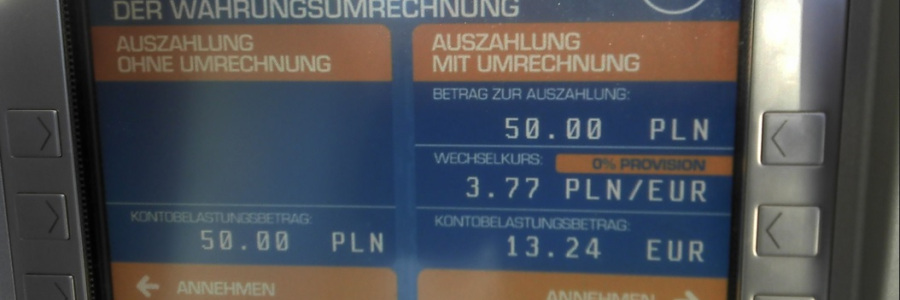 DER WÄHRUNGSUMRECHNUNG
AUSZAHLUNG
OHNE UMRECHNUNG
KONTOBELASTUNGSBETRAG:
50.00 PLN
← ANNEHMEN
AUSZAHLUNG
MIT UMRECHNUNG
BETRAG ZUR AUSZAHLUNG:
50.00 PLN
WECHSELKURS: 0% PROVISION
3.77 PLN/EUR
KONTOBELASTUNGSBETRAG:
13.24 EUR
ANNEHMEN →